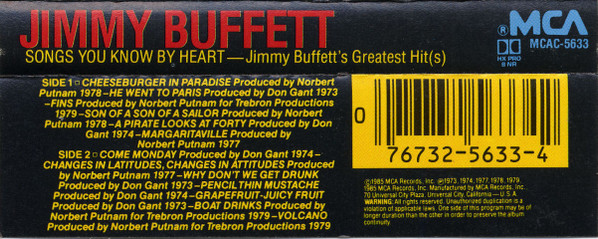 JIMMY BUFFETT
SONGS YOU KNOW BY HEART—Jimmy Buffett's Greatest Hit(s)
® MCA
HX PRO
B NR
MCAC-5633
SIDE 1 CHEESEBURGER IN PARADISE Produced by Norbert
Putnam 1978–HE WENT TO PARIS Produced by Don Gant 1973
–FINS Produced by Norbert Putnam for Trebron Productions
1979–SON OF A SON OF A SAILOR Produced by Norbert
Putnam 1978–A PIRATE LOOKS AT FORTY Produced by Don
Gant 1974–MARGARITAVILLE Produced by
Norbert Putnam 1977
SIDE 2 COME MONDAY Produced by Don Gant 1974–
CHANGES IN LATITUDES, CHANGES IN ATTITUDES Produced
by Norbert Putnam 1977–WHY DON'T WE GET DRUNK
Produced by Don Gant 1973–PENCIL THIN MUSTACHE
Produced by Don Gant 1974–GRAPEFRUIT-JUICY FRUIT
Produced by Don Gant 1973–BOAT DRINKS Produced by
Norbert Putnam for Trebron Productions 1979–VOLCANO
Produced by Norbert Putnam for Trebron Productions 1979
0
76732-5633-4
©1985 MCA Records, Inc. ℗1973, 1974, 1977, 1978, 1979,
1985 MCA Records, Inc. Manufactured by MCA Records, Inc.
70 Universal City Plaza, Universal City, California—U.S.A.
WARNING: All rights reserved. Unauthorized duplication is a
violation of applicable laws. One side of this program may be of
longer duration than the other in order to preserve the album
continuity.